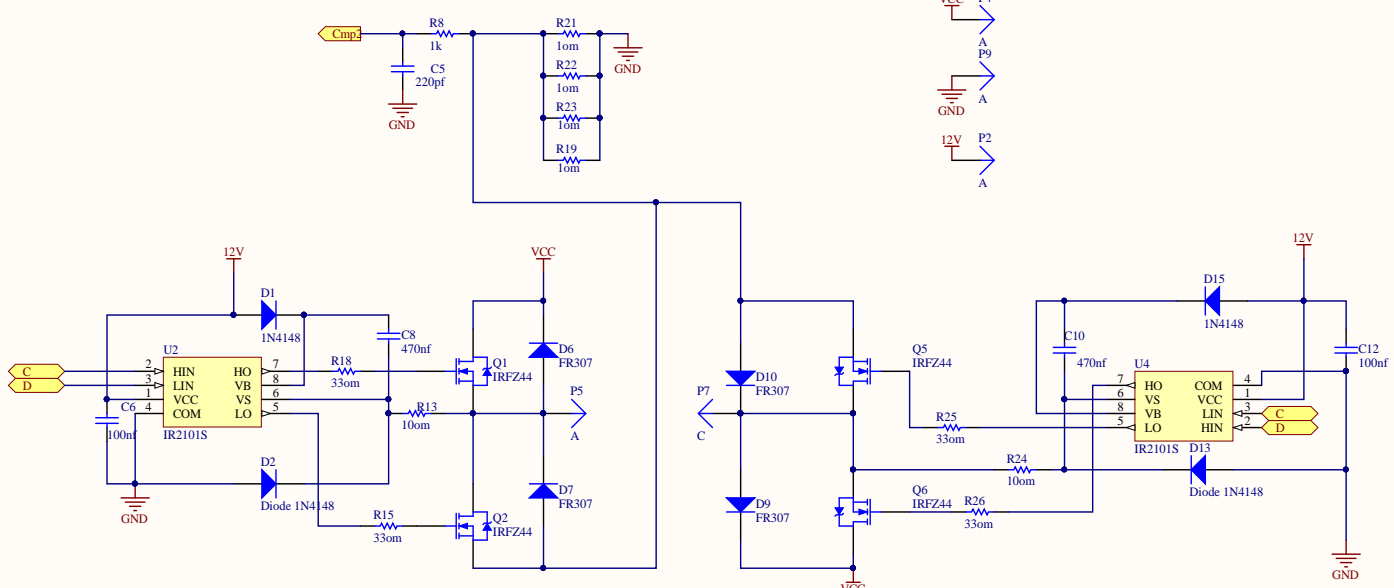 VCC
P4
A
P9
GND
A
12V
P2
A
Cmp2
R8
1k
C5
220pf
GND
R21
1om
GND
R22
1om
R23
1om
R19
1om
12V
D1
1N4148
U2
C
D
2
3
1
4
HIN
LIN
VCC
COM
HO
VB
VS
LO
7
8
6
5
IR2101S
C6
100nf
GND
D2
Diode 1N4148
C8
470nf
R18
33om
R13
10om
R15
33om
VCC
Q1
IRFZ44
D6
FR307
P5
A
D7
FR307
Q2
IRFZ44
P7
C
D10
FR307
D9
FR307
Q5
IRFZ44
Q6
IRFZ44
VCC
R25
33om
R24
10om
R26
33om
12V
D15
1N4148
C10
470nf
C12
100nf
U4
7
6
8
5
HO
VS
VB
LO
COM
VCC
LIN
HIN
4
1
3
2
C
D
IR2101S
D13
Diode 1N4148
GND